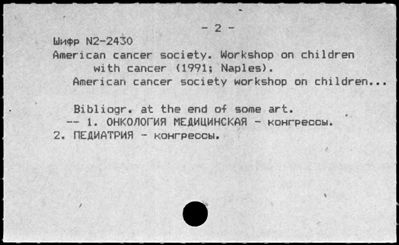 - 2 -
Шифр N2-2430
American cancer society. Workshop on children
with cancer (1991; Naples).
American cancer society workshop on children...
Bibliogr. at the end of some art.
-- 1. ОНКОЛОГИЯ МЕДИЦИНСКАЯ - конгрессы.
2. ПЕДИАТРИЯ - конгрессы.